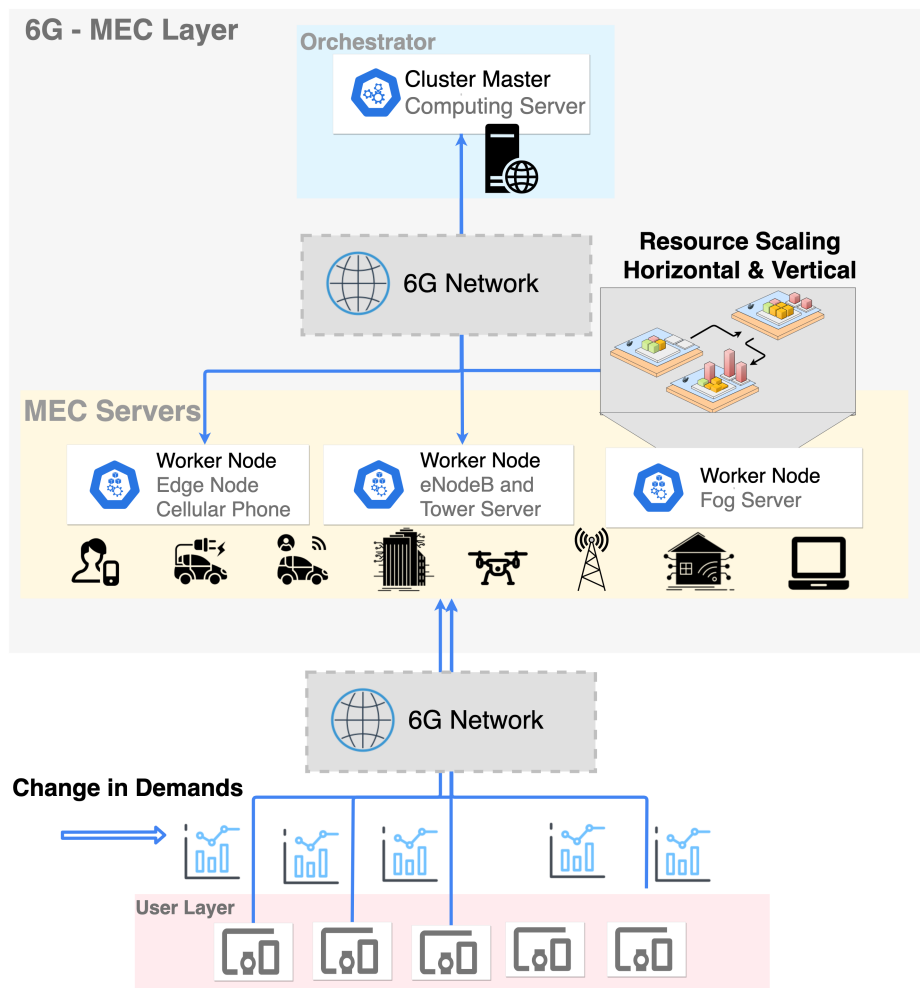 6G - MEC Layer
Orchestrator
Cluster Master
Computing Server
6G Network
Resource Scaling
Horizontal & Vertical
MEC Servers
Worker Node
Edge Node
Cellular Phone
Worker Node
eNodeB and
Tower Server
Worker Node
Fog Server
6G Network
Change in Demands
User Layer